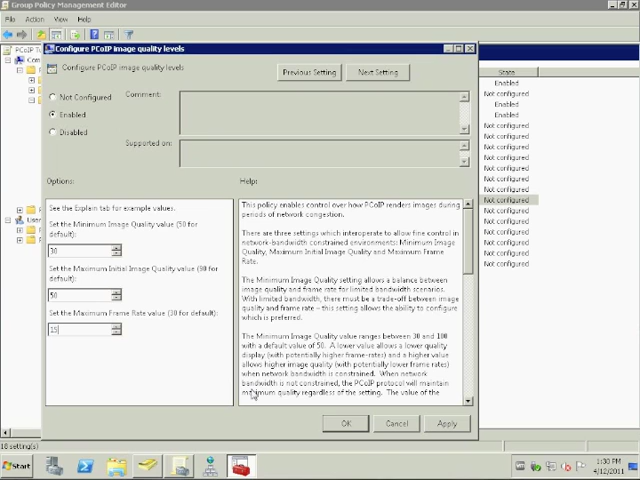 Group Policy Management Editor
File Action View Help
PCoIP Tu
Com
User
Configure PCoIP image quality levels
Configure PCoIP image quality levels
Previous Setting
Next Setting
Not Configured
Comment:
Enabled
Disabled
Supported on:
Options:
Help:
See the Explain tab for example values.
Set the Minimum Image Quality value (50 for
default):
30
Set the Maximum Initial Image Quality value (90 for
default):
50
Set the Maximum Frame Rate value (30 for default):
15
This policy enables control over how PCoIP renders images during
periods of network congestion.
There are three settings which interoperate to allow fine control in
network-bandwidth constrained environments: Minimum Image
Quality, Maximum Initial Image Quality and Maximum Frame
Rate.
The Minimum Image Quality setting allows a balance between
image quality and frame rate for limited bandwidth scenarios.
With limited bandwidth, there must be a trade-off between image
quality and frame rate – this setting allows the ability to configure
which is preferred.
The Minimum Image Quality value ranges between 30 and 100
with a default value of 50. A lower value allows a lower quality
display (with potentially higher frame-rates) and a higher value
allows higher image quality (with potentially lower frame rates)
when network bandwidth is constrained. When network
bandwidth is not constrained, the PCoIP protocol will maintain
maximum quality regardless of the setting. The value of the
OK
Cancel
Apply
State
Enabled
Not configured
Enabled
Enabled
Not configured
Not configured
Not configured
Not configured
Not configured
Not configured
Not configured
Not configured
Not configured
Not configured
Not configured
Not configured
Not configured
Not configured
18 setting(s)
Start
1:30 PM
4/12/2011